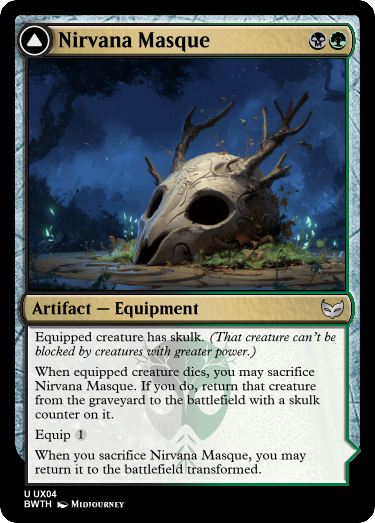 Nirvana Masque
Artifact — Equipment
Equipped creature has skulk. (That creature can't be
blocked by creatures with greater power.)
When equipped creature dies, you may sacrifice
Nirvana Masque. If you do, return that creature
from the graveyard to the battlefield with a skulk
counter on it.
Equip 1
When you sacrifice Nirvana Masque, you may
return it to the battlefield transformed.
U UX04
BWTH Midjourney